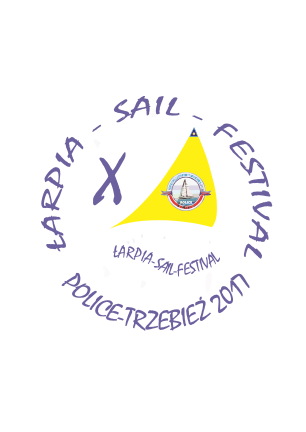 ŁARPIA - SAIL - FESTIVAL
X
ŁARPIA-SAIL-FESTIVAL
POLICE-TRZEBIEŻ 2017